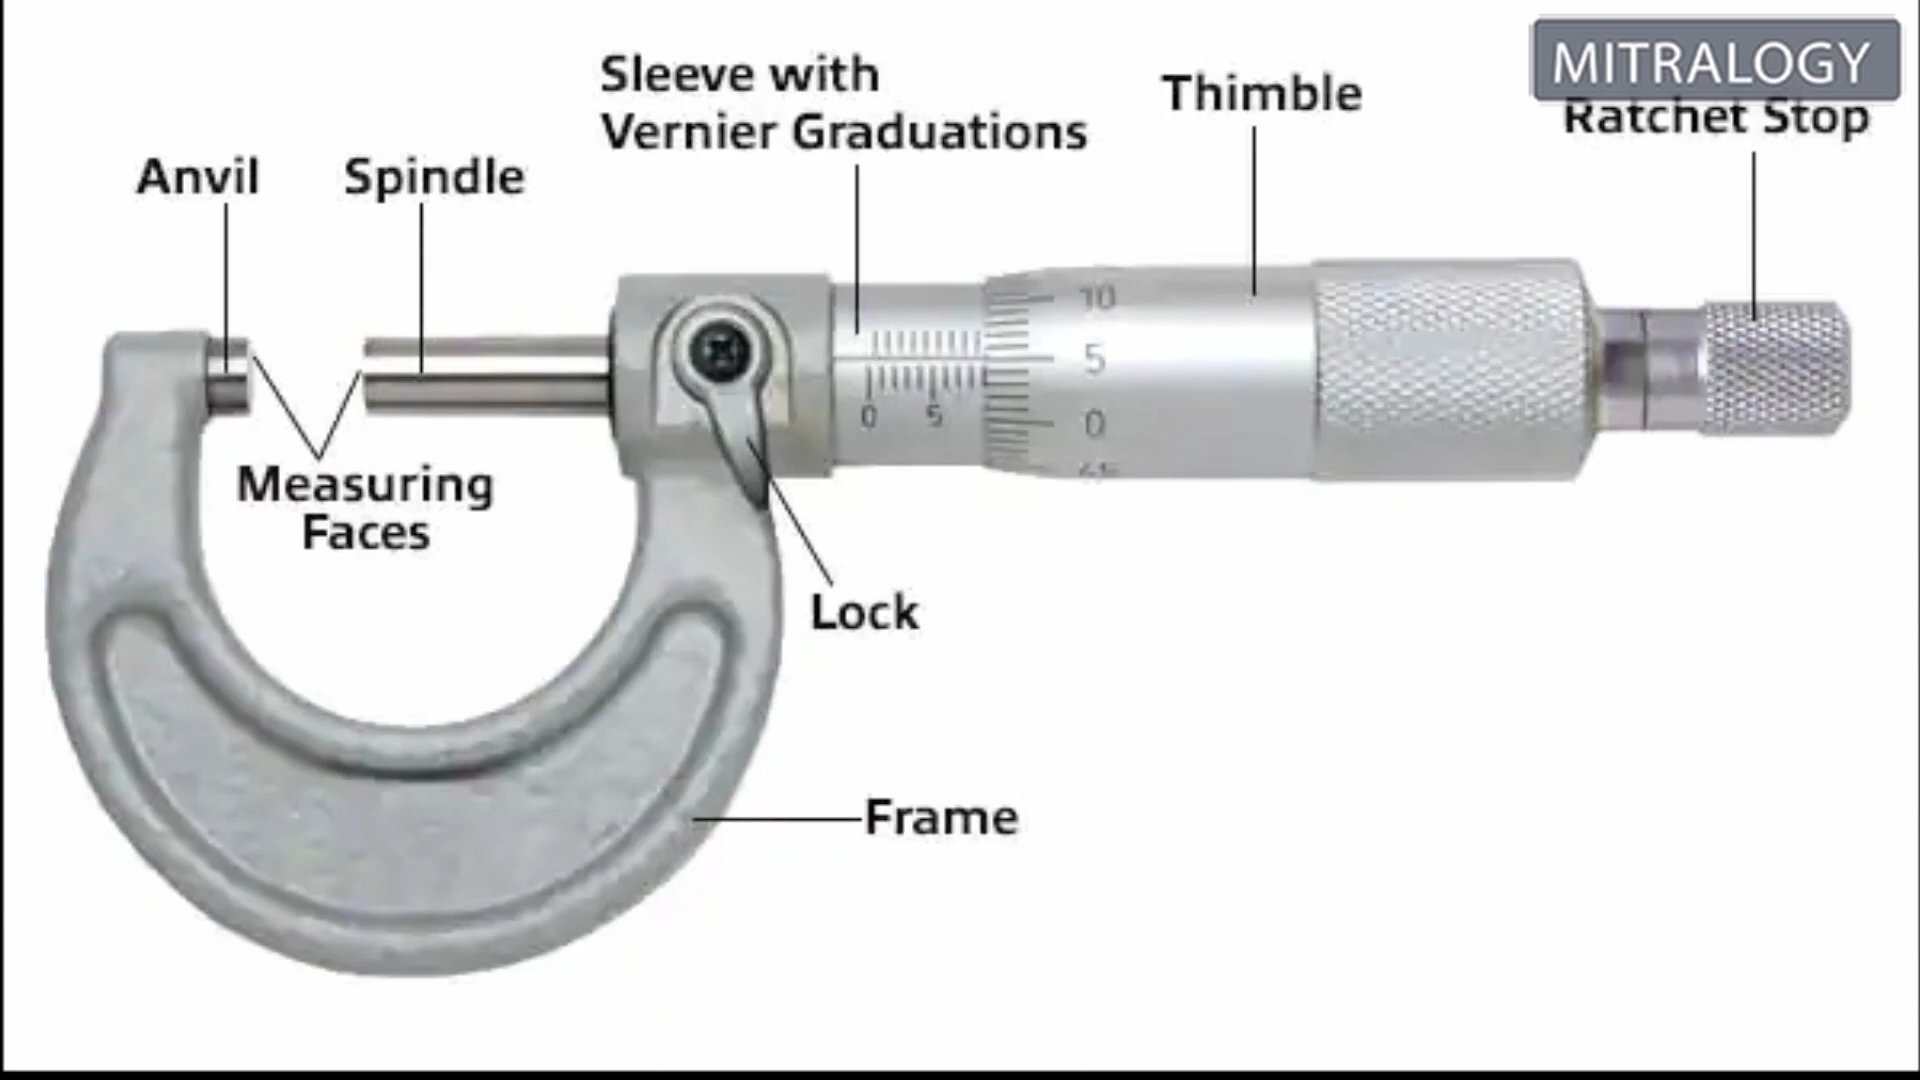 MITRALOGY
Sleeve with
Vernier Graduations
Thimble
Ratchet Stop
Anvil
Spindle
10
5
0
45
0
5
Measuring
Faces
Lock
Frame